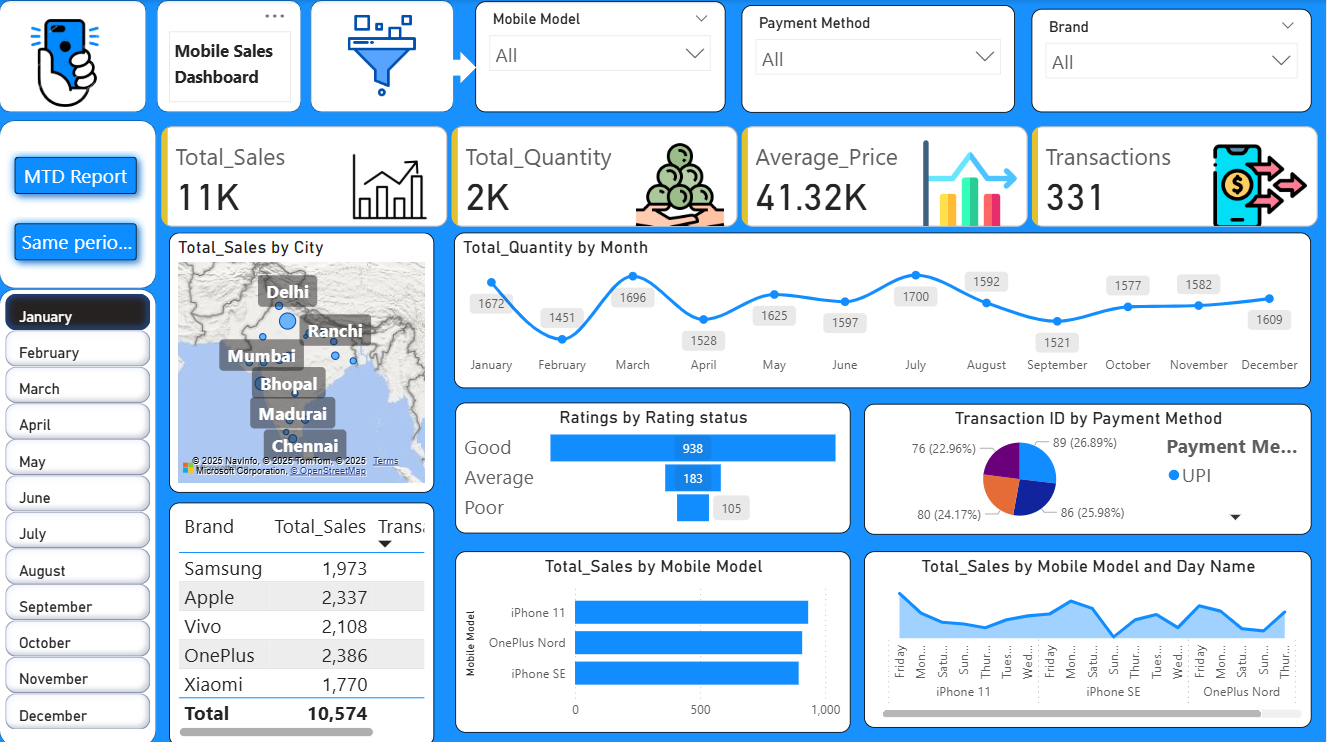 Mobile Sales
Dashboard
Mobile Model
All
Payment Method
All
Brand
All
MTD Report
Same perio...
Total_Sales
11K
Total_Quantity
2K
Average_Price
41.32K
Transactions
331
January
February
March
April
May
June
July
August
September
October
November
December
Total_Sales by City
Delhi
Ranchi
Mumbai
Bhopal
Madurai
Chennai
© 2025 NavInfo, © 2025 TomTom, © 2025 Terms
Microsoft Corporation, © OpenStreetMap
Total_Quantity by Month
1672
1451
1696
1528
1625
1597
1700
1592
1521
1577
1582
1609
January February March April May June July August September October November December
Ratings by Rating status
Good 938
Average 183
Poor 105
Transaction ID by Payment Method
76 (22.96%)
89 (26.89%)
80 (24.17%)
86 (25.98%)
Payment Me...
UPI
Brand Total_Sales Transa
Samsung 1,973
Apple 2,337
Vivo 2,108
OnePlus 2,386
Xiaomi 1,770
Total 10,574
Total_Sales by Mobile Model
Mobile Model
iPhone 11
OnePlus Nord
iPhone SE
0 500 1,000
Total_Sales by Mobile Model and Day Name
Friday Mon... Satu... Sun... Thur... Tues... Wed... Friday Mon... Satu... Sun... Thur... Tues... Wed... Friday Mon... Satu... Sun... Thur...
iPhone 11 iPhone SE OnePlus Nord